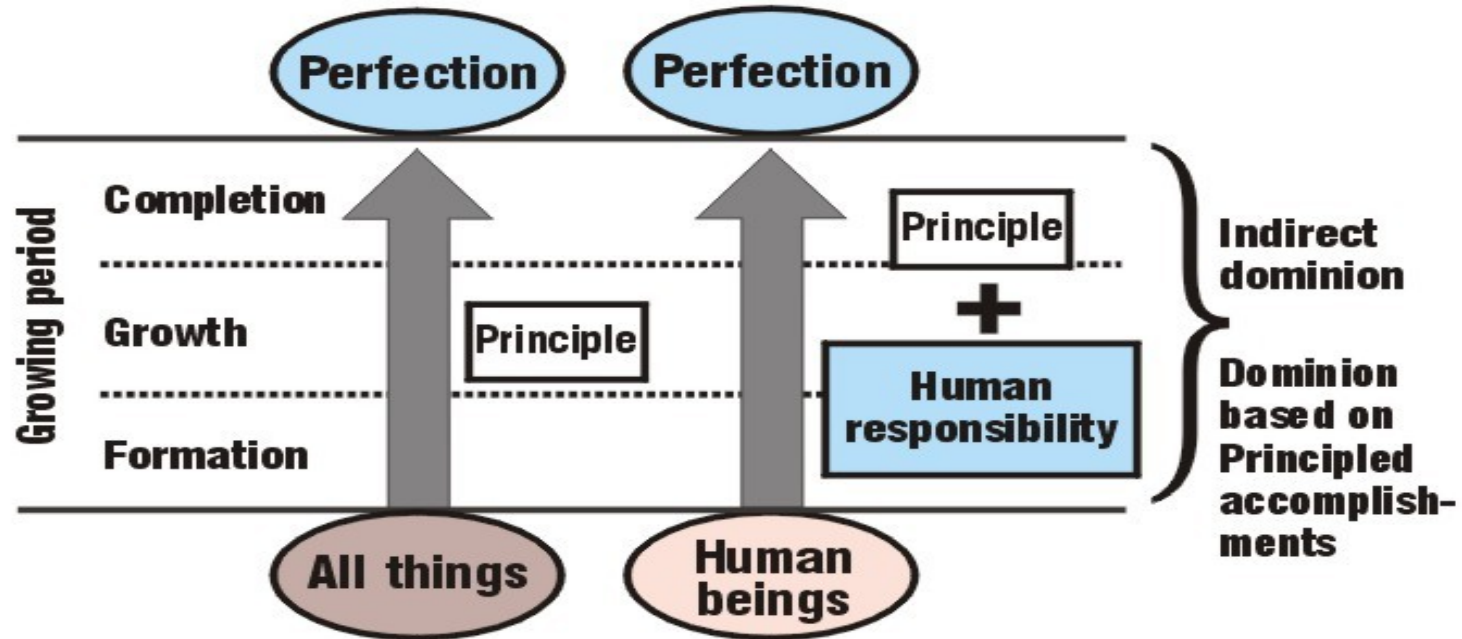 Perfection
Perfection
Growing period
Completion
Principle
Growth
Principle
Human
responsibility
Formation
All things
Human
beings
Indirect
dominion
Dominion
based on
Principled
accomplish-
ments